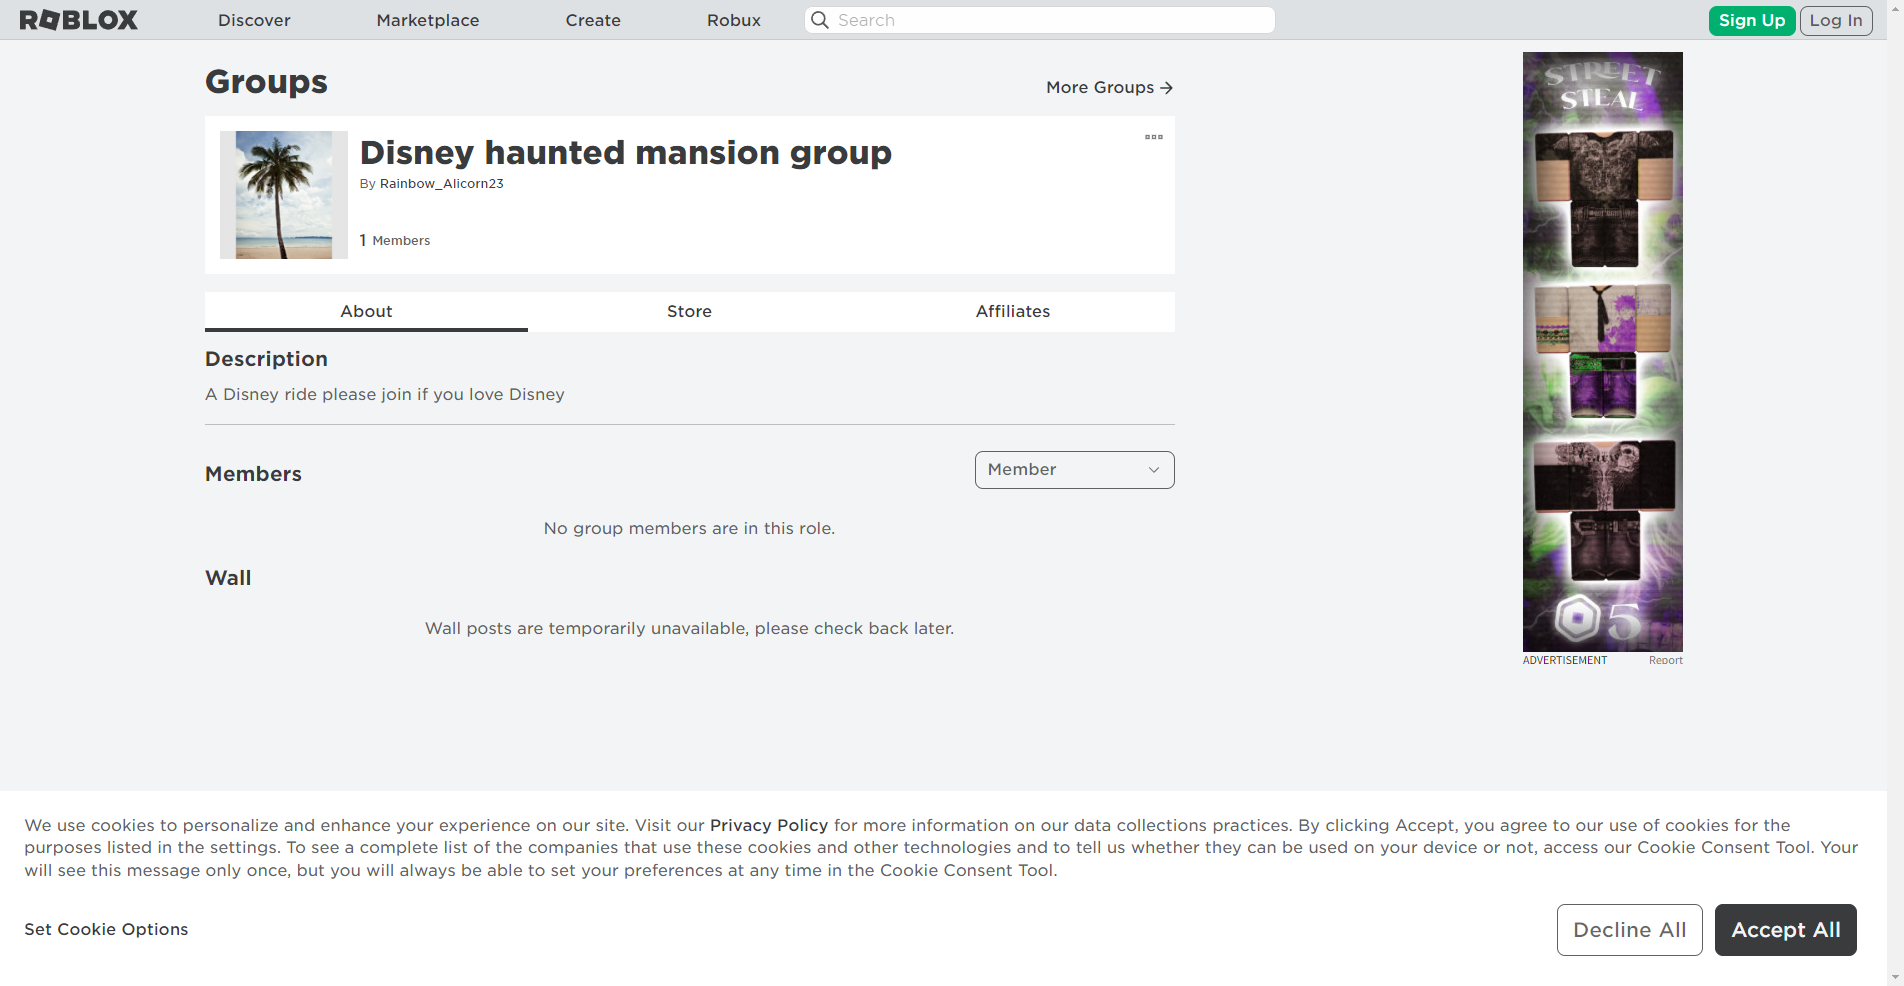 ROBLOX
Discover
Marketplace
Create
Robux
Search
Sign Up
Log In
Groups
More Groups
Disney haunted mansion group
By Rainbow_Alicorn23
1 Members
About
Store
Affiliates
Description
A Disney ride please join if you love Disney
Members
Member
No group members are in this role.
Wall
Wall posts are temporarily unavailable, please check back later.
STREET
STEAL
5
ADVERTISEMENT
Report
We use cookies to personalize and enhance your experience on our site. Visit our Privacy Policy for more information on our data collections practices. By clicking Accept, you agree to our use of cookies for the
purposes listed in the settings. To see a complete list of the companies that use these cookies and other technologies and to tell us whether they can be used on your device or not, access our Cookie Consent Tool. Your
will see this message only once, but you will always be able to set your preferences at any time in the Cookie Consent Tool.
Set Cookie Options
Decline All
Accept All